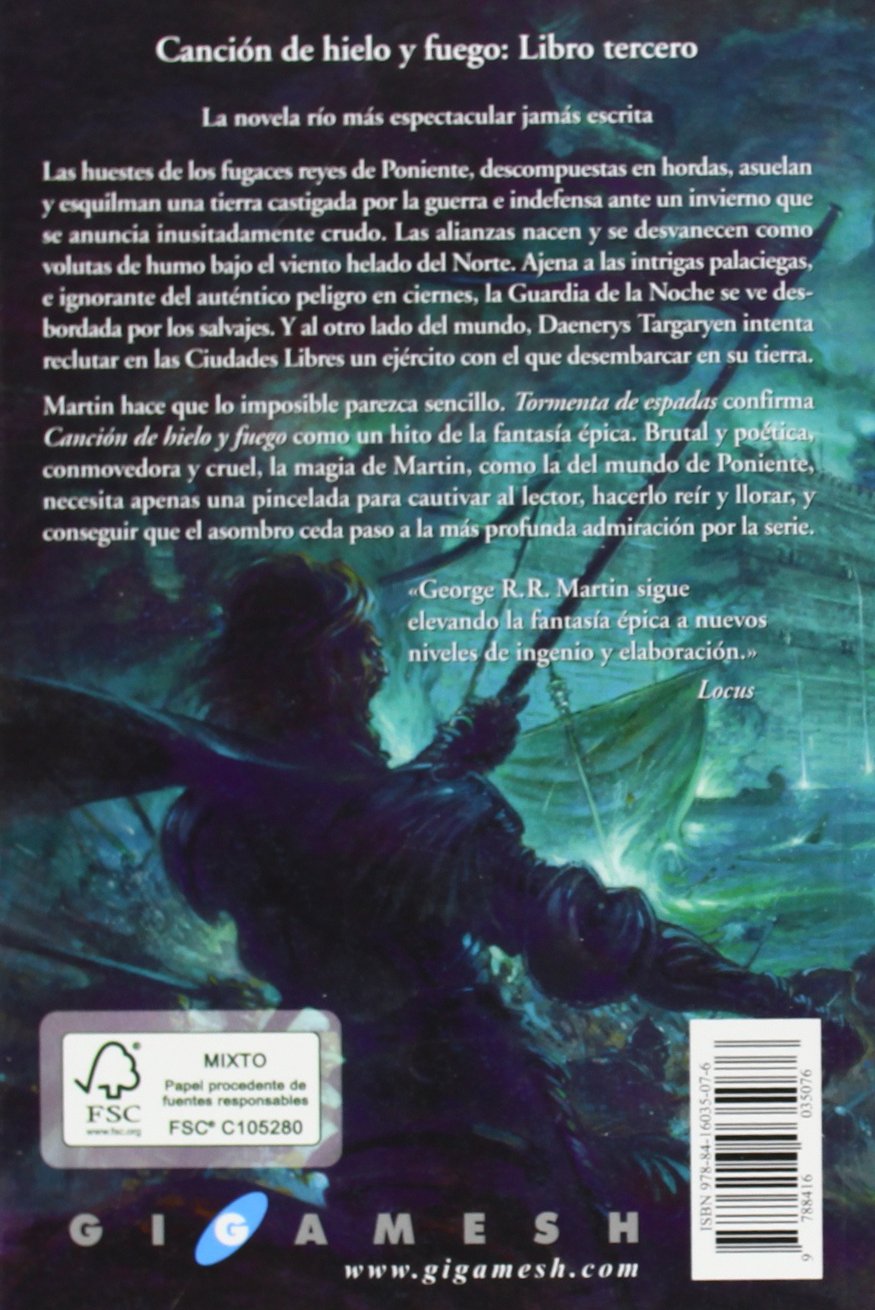 Canción de hielo y fuego: Libro tercero
La novela río más espectacular jamás escrita
Las huestes de los fugaces reyes de Poniente, descompuestas en hordas, asuelan
y esquilman una tierra castigada por la guerra e indefensa ante un invierno que
se anuncia inusitadamente crudo. Las alianzas nacen y se desvanecen como
volutas de humo bajo el viento helado del Norte. Ajena a las intrigas palaciegas,
e ignorante del auténtico peligro en ciernes, la Guardia de la Noche se ve des-
bordada por los salvajes. Y al otro lado del mundo, Daenerys Targaryen intenta
reclutar en las Ciudades Libres un ejército con el que desembarcar en su tierra.
Martin hace que lo imposible parezca sencillo. Tormenta de espadas confirma
Canción de hielo y fuego como un hito de la fantasía épica. Brutal y poética,
conmovedora y cruel, la magia de Martin, como la del mundo de Poniente,
necesita apenas una pincelada para cautivar al lector, hacerlo reír y llorar, y
conseguir que el asombro ceda paso a la más profunda admiración por la serie.
«George R.R. Martin sigue
elevando la fantasía épica a nuevos
niveles de ingenio y elaboración.»
Locus
MIXTO
Papel procedente de
fuentes responsables
FSC® C105280
FSC
www.fsc.org
ISBN 978-84-16035-07-6
9 788416 035076
GIGAMESH
www.gigamesh.com